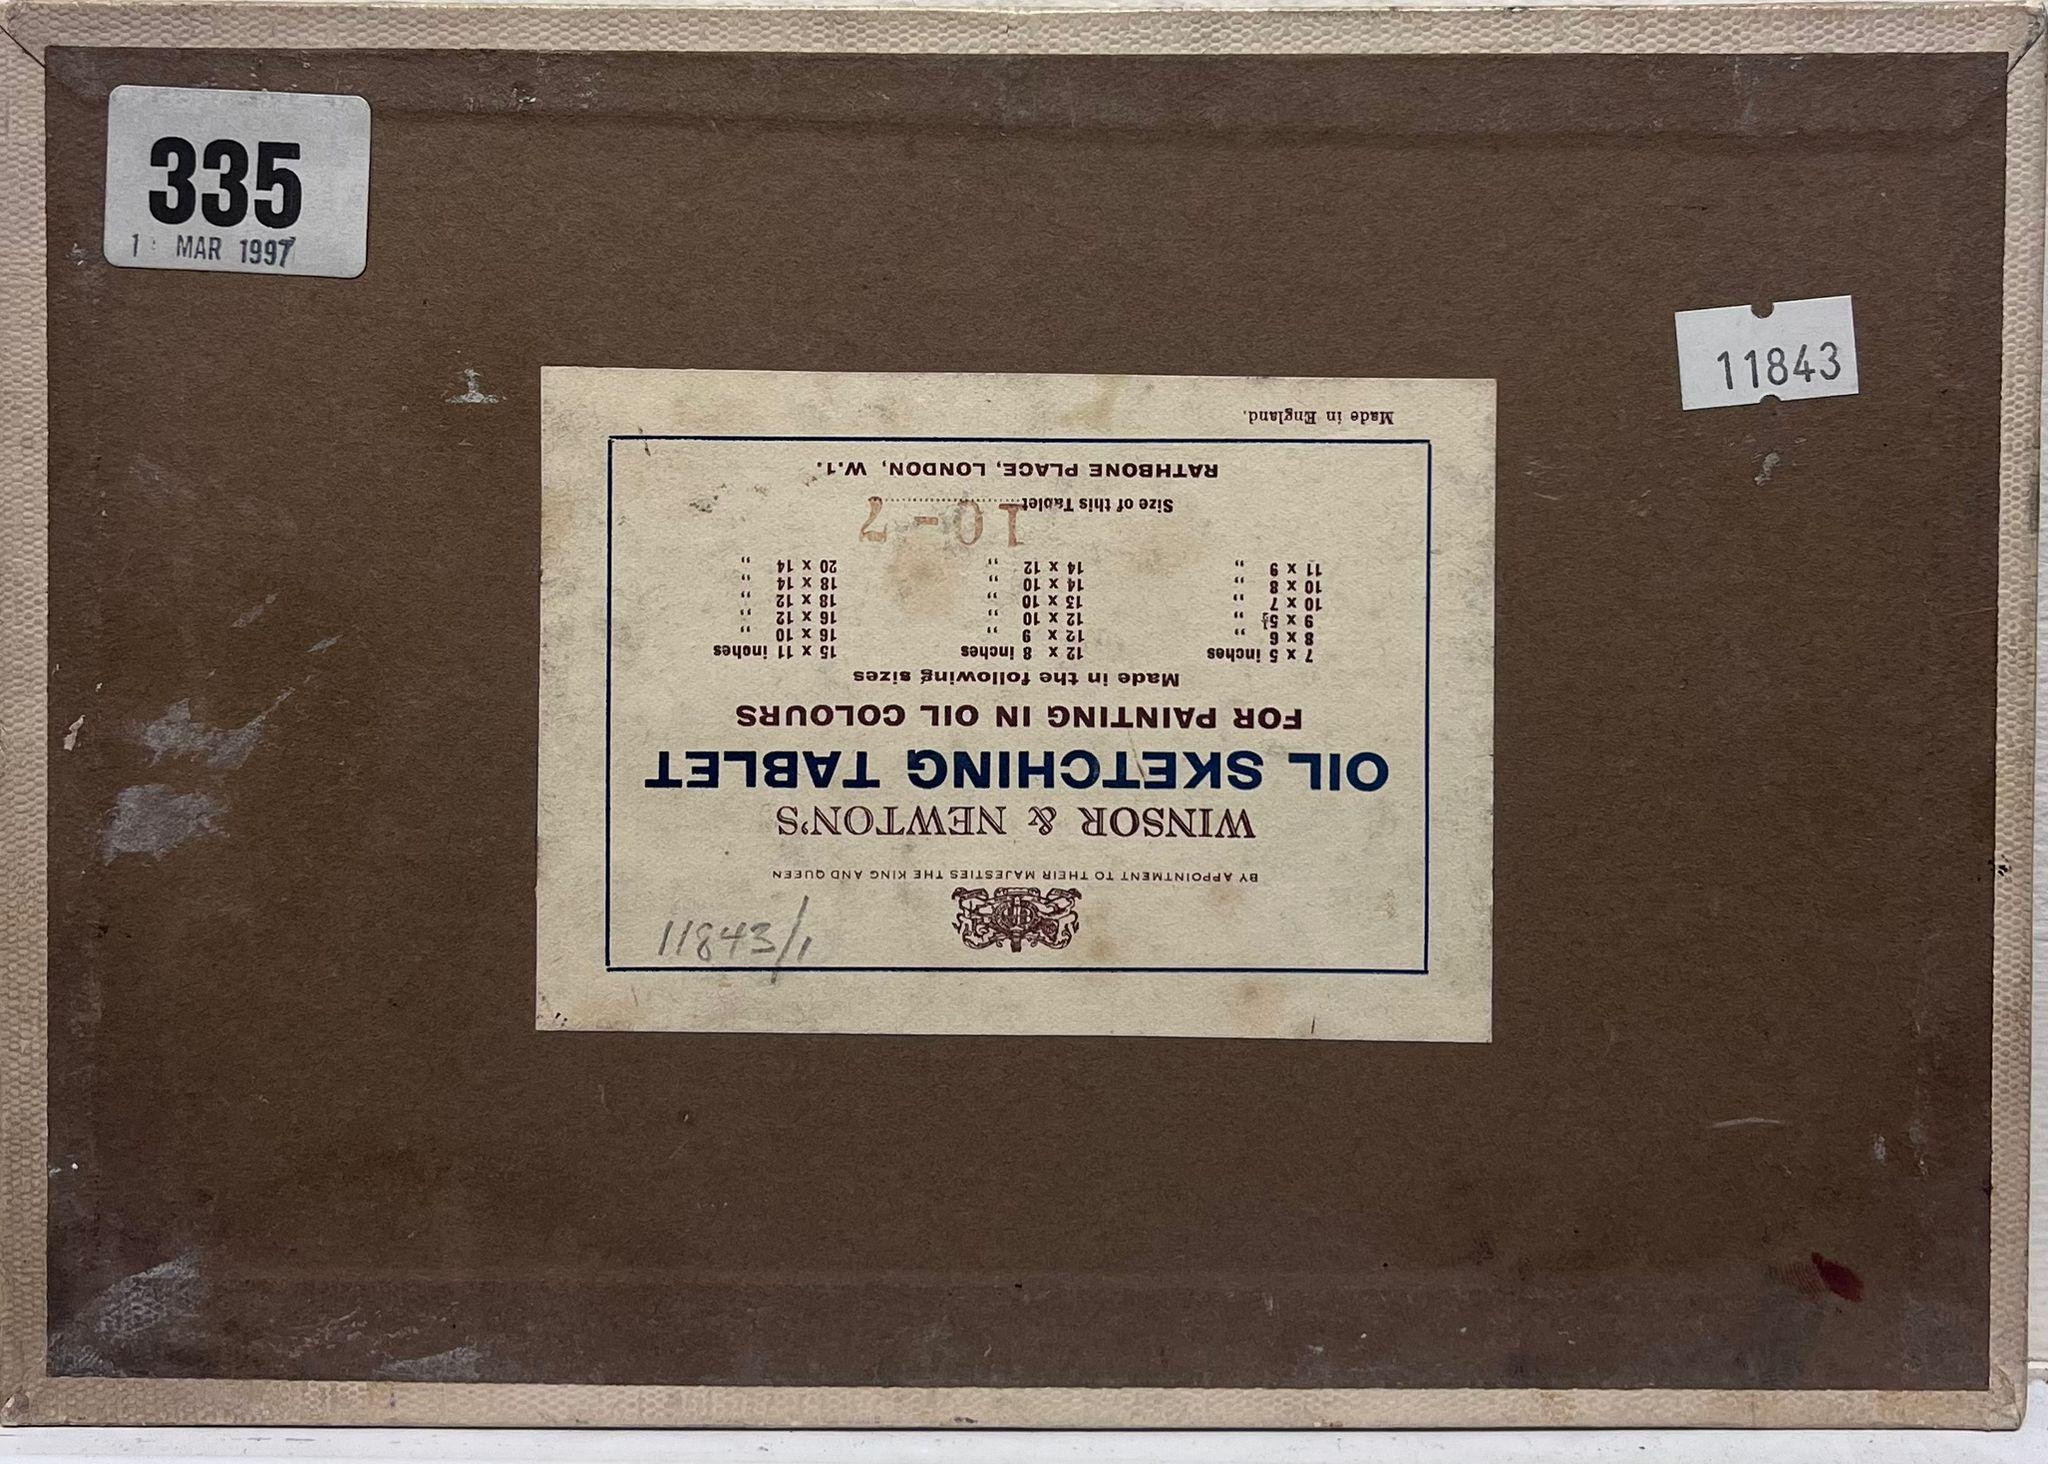 335
1 MAR 1997
11843
11843/1
BY APPOINTMENT TO THEIR MAJESTIES THE KING AND QUEEN
WINSOR & NEWTON'S
OIL SKETCHING TABLET
FOR PAINTING IN OIL COLOURS
Made in the following sizes
7 x 5 inches 12 x 8 inches 15 x 11 inches
8 x 6 " 12 x 9 " 16 x 10 "
9 x 5½ " 12 x 10 " 16 x 12 "
10 x 7 " 13 x 10 " 18 x 12 "
10 x 8 " 14 x 10 " 18 x 14 "
11 x 9 " 14 x 12 " 20 x 14 "
Size of this Tablet 10-7
RATHBONE PLACE, LONDON, W.1.
Made in England.